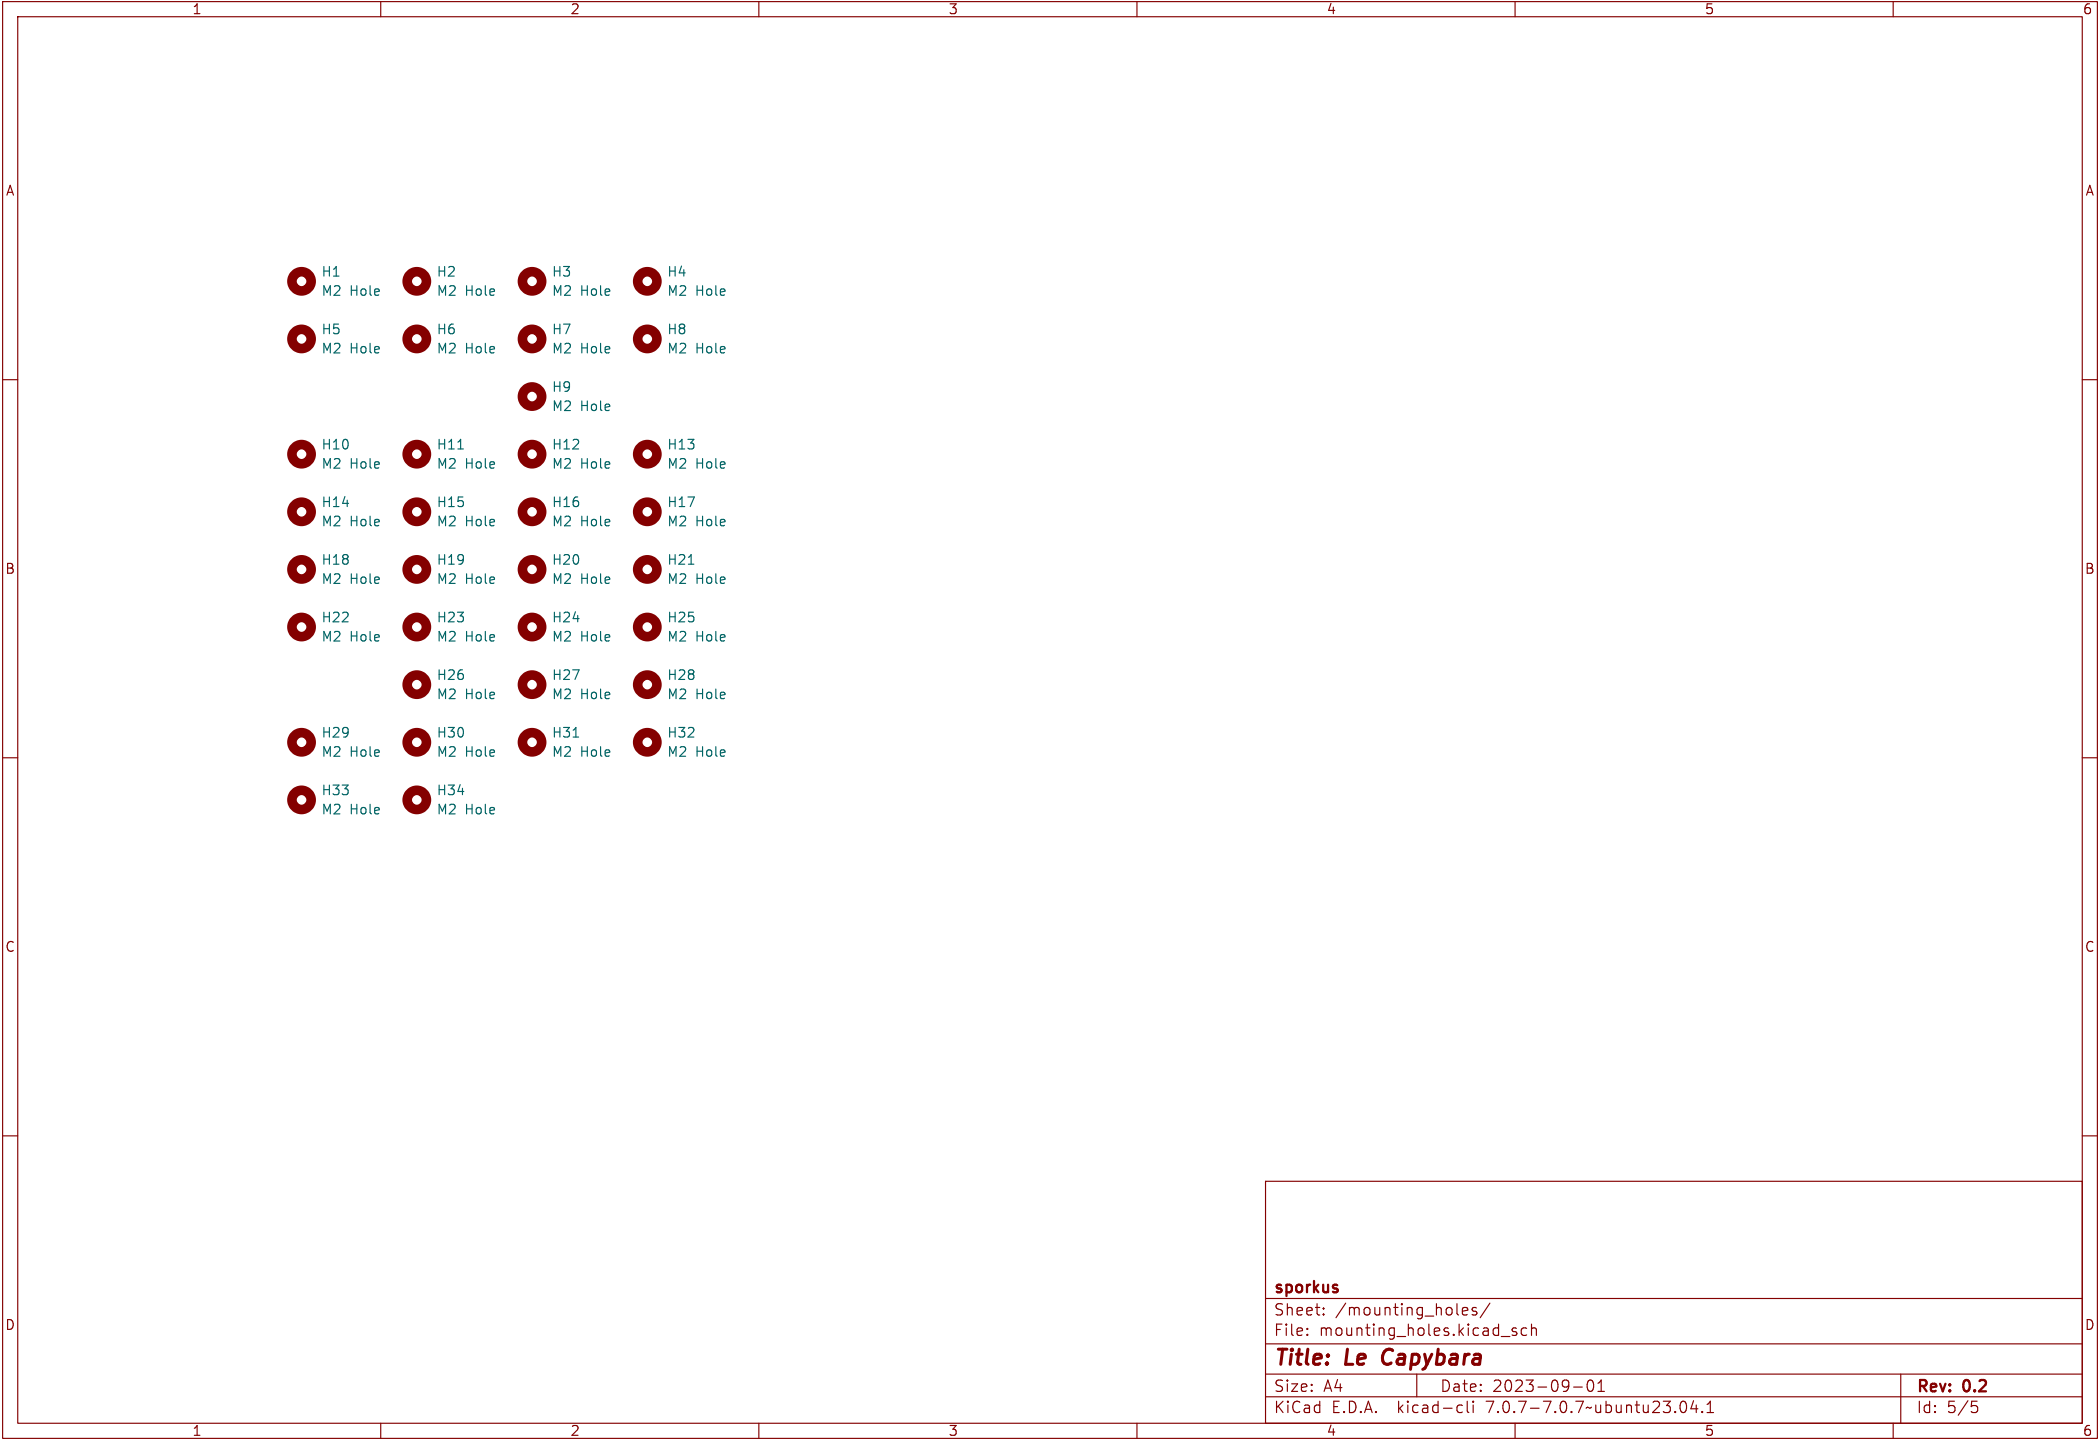 1 2 3 4 5 6
A A
H1 H2 H3 H4
M2 Hole M2 Hole M2 Hole M2 Hole
H5 H6 H7 H8
M2 Hole M2 Hole M2 Hole M2 Hole
H9
M2 Hole
H10 H11 H12 H13
M2 Hole M2 Hole M2 Hole M2 Hole
H14 H15 H16 H17
M2 Hole M2 Hole M2 Hole M2 Hole
H18 H19 H20 H21
B B
M2 Hole M2 Hole M2 Hole M2 Hole
H22 H23 H24 H25
M2 Hole M2 Hole M2 Hole M2 Hole
H26 H27 H28
M2 Hole M2 Hole M2 Hole
H29 H30 H31 H32
M2 Hole M2 Hole M2 Hole M2 Hole
H33 H34
M2 Hole M2 Hole
C C
sporkus
Sheet: /mounting_holes/
D D
File: mounting_holes.kicad_sch
Title: Le Capybara
Size: A4 Date: 2023-09-01 Rev: 0.2
KiCad E.D.A. kicad-cli 7.0.7-7.0.7~ubuntu23.04.1 Id: 5/5
1 2 3 4 5 6